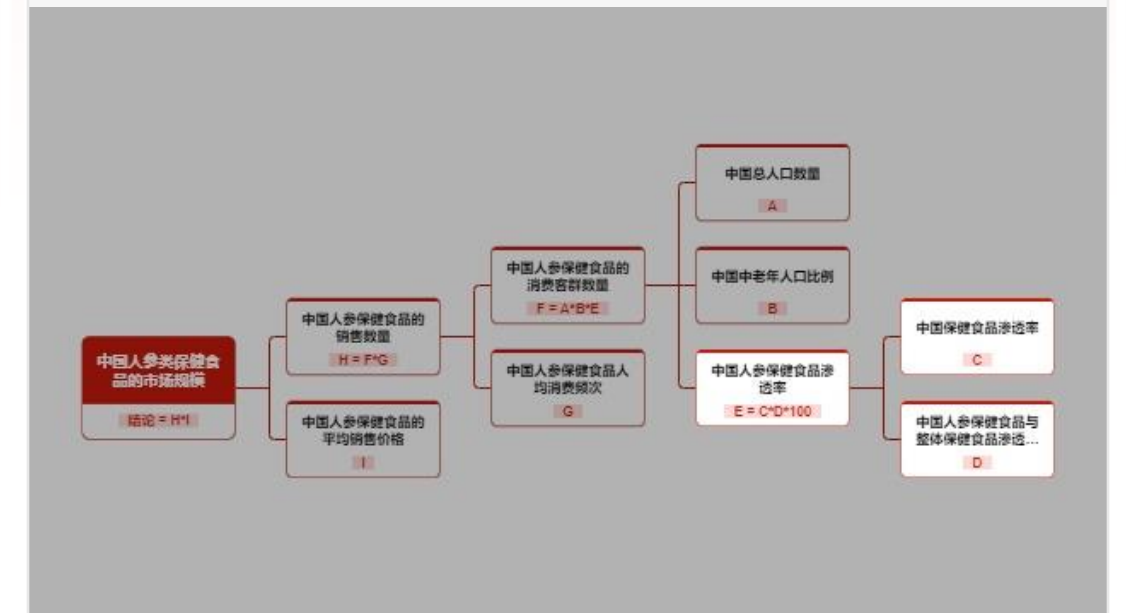 中国总人口数量
A
中国人参保健食品的
消费客群数量
F = A*B*E
中国中老年人口比例
B
中国人参保健食品的
销售数量
H = F*G
中国保健食品渗透率
C
中国人参类保健食
品的市场规模
结论 = H*I
中国人参保健食品人
均消费频次
G
中国人参保健食品渗
透率
E = C*D*100
中国人参保健食品的
平均销售价格
I
中国人参保健食品与
整体保健食品渗透...
D